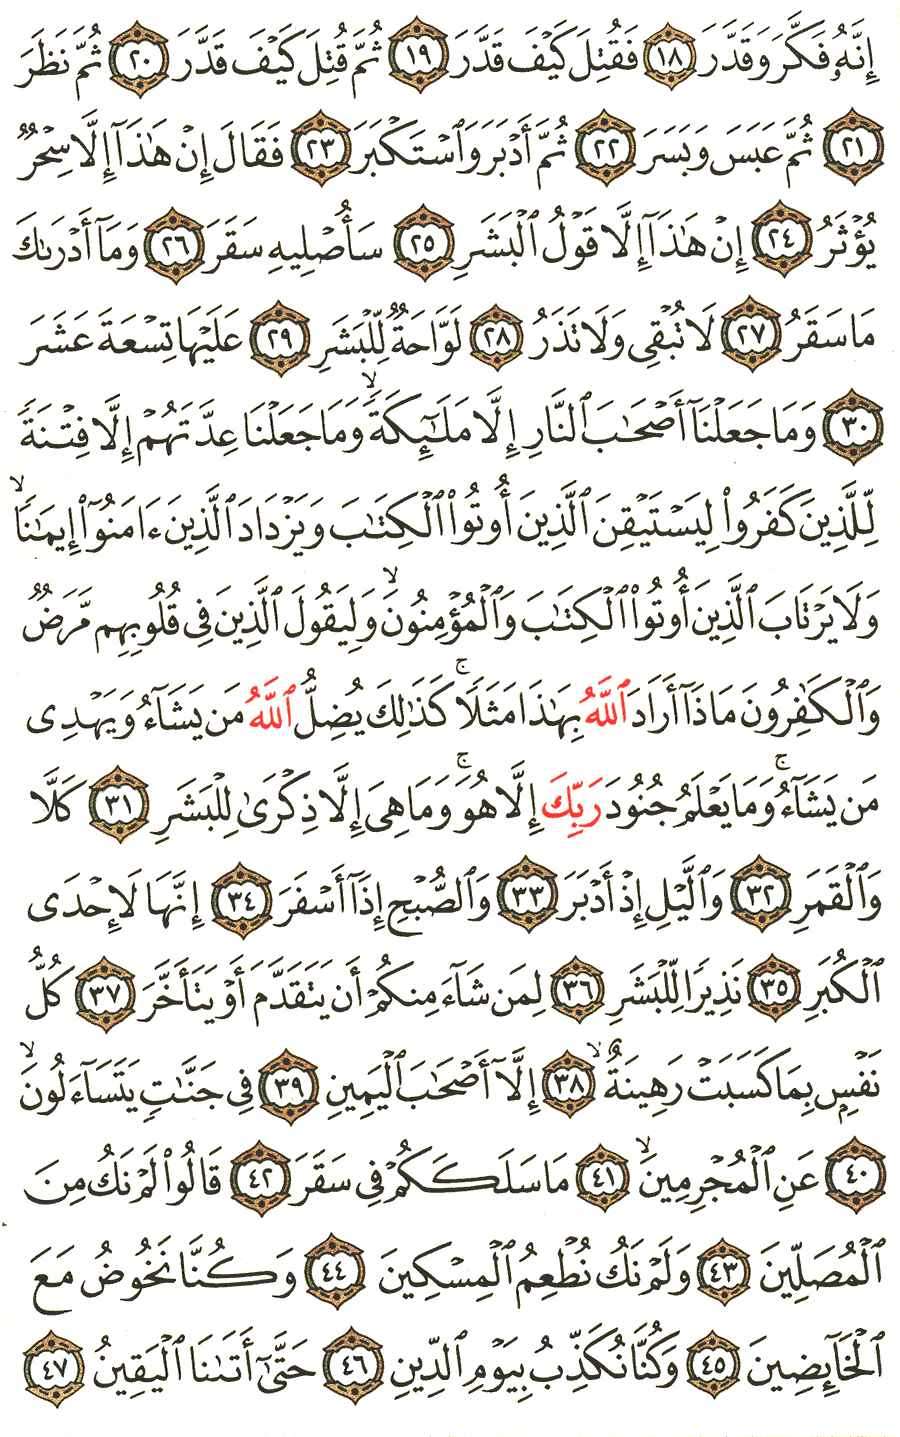 إِنَّهُۥ فَكَّرَ وَقَدَّرَ ١٨ فَقُتِلَ كَيْفَ قَدَّرَ ١٩ ثُمَّ قُتِلَ كَيْفَ قَدَّرَ ٢٠ ثُمَّ نَظَرَ
٢١ ثُمَّ عَبَسَ وَبَسَرَ ٢٢ ثُمَّ أَدْبَرَ وَٱسْتَكْبَرَ ٢٣ فَقَالَ إِنْ هَٰذَآ إِلَّا سِحْرٌ
يُؤْثَرُ ٢٤ إِنْ هَٰذَآ إِلَّا قَوْلُ ٱلْبَشَرِ ٢٥ سَأُصْلِيهِ سَقَرَ ٢٦ وَمَآ أَدْرَىٰكَ
مَا سَقَرُ ٢٧ لَا تُبْقِى وَلَا تَذَرُ ٢٨ لَوَّاحَةٌ لِّلْبَشَرِ ٢٩ عَلَيْهَا تِسْعَةَ عَشَرَ
٣٠ وَمَا جَعَلْنَآ أَصْحَٰبَ ٱلنَّارِ إِلَّا مَلَٰٓئِكَةً ۙ وَمَا جَعَلْنَا عِدَّتَهُمْ إِلَّا فِتْنَةً
لِّلَّذِينَ كَفَرُوا۟ لِيَسْتَيْقِنَ ٱلَّذِينَ أُوتُوا۟ ٱلْكِتَٰبَ وَيَزْدَادَ ٱلَّذِينَ ءَامَنُوٓا۟ إِيمَٰنًا ۙ
وَلَا يَرْتَابَ ٱلَّذِينَ أُوتُوا۟ ٱلْكِتَٰبَ وَٱلْمُؤْمِنُونَ ۙ وَلِيَقُولَ ٱلَّذِينَ فِى قُلُوبِهِم مَّرَضٌ
وَٱلْكَٰفِرُونَ مَاذَآ أَرَادَ ٱللَّهُ بِهَٰذَا مَثَلًا ۚ كَذَٰلِكَ يُضِلُّ ٱللَّهُ مَن يَشَآءُ وَيَهْدِى
مَن يَشَآءُ ۚ وَمَا يَعْلَمُ جُنُودَ رَبِّكَ إِلَّا هُوَ ۚ وَمَا هِىَ إِلَّا ذِكْرَىٰ لِلْبَشَرِ ٣١ كَلَّا
وَٱلْقَمَرِ ٣٢ وَٱلَّيْلِ إِذْ أَدْبَرَ ٣٣ وَٱلصُّبْحِ إِذَآ أَسْفَرَ ٣٤ إِنَّهَا لَإِحْدَى
ٱلْكُبَرِ ٣٥ نَذِيرًا لِّلْبَشَرِ ٣٦ لِمَن شَآءَ مِنكُمْ أَن يَتَقَدَّمَ أَوْ يَتَأَخَّرَ ٣٧ كُلُّ
نَفْسٍۭ بِمَا كَسَبَتْ رَهِينَةٌ ۙ ٣٨ إِلَّآ أَصْحَٰبَ ٱلْيَمِينِ ٣٩ فِى جَنَّٰتٍ يَتَسَآءَلُونَ ۙ
٤٠ عَنِ ٱلْمُجْرِمِينَ ۙ ٤١ مَا سَلَكَكُمْ فِى سَقَرَ ٤٢ قَالُوا۟ لَمْ نَكُ مِنَ
ٱلْمُصَلِّينَ ٤٣ وَلَمْ نَكُ نُطْعِمُ ٱلْمِسْكِينَ ٤٤ وَكُنَّا نَخُوضُ مَعَ
ٱلْخَآئِضِينَ ٤٥ وَكُنَّا نُكَذِّبُ بِيَوْمِ ٱلدِّينِ ٤٦ حَتَّىٰٓ أَتَىٰنَا ٱلْيَقِينُ ٤٧